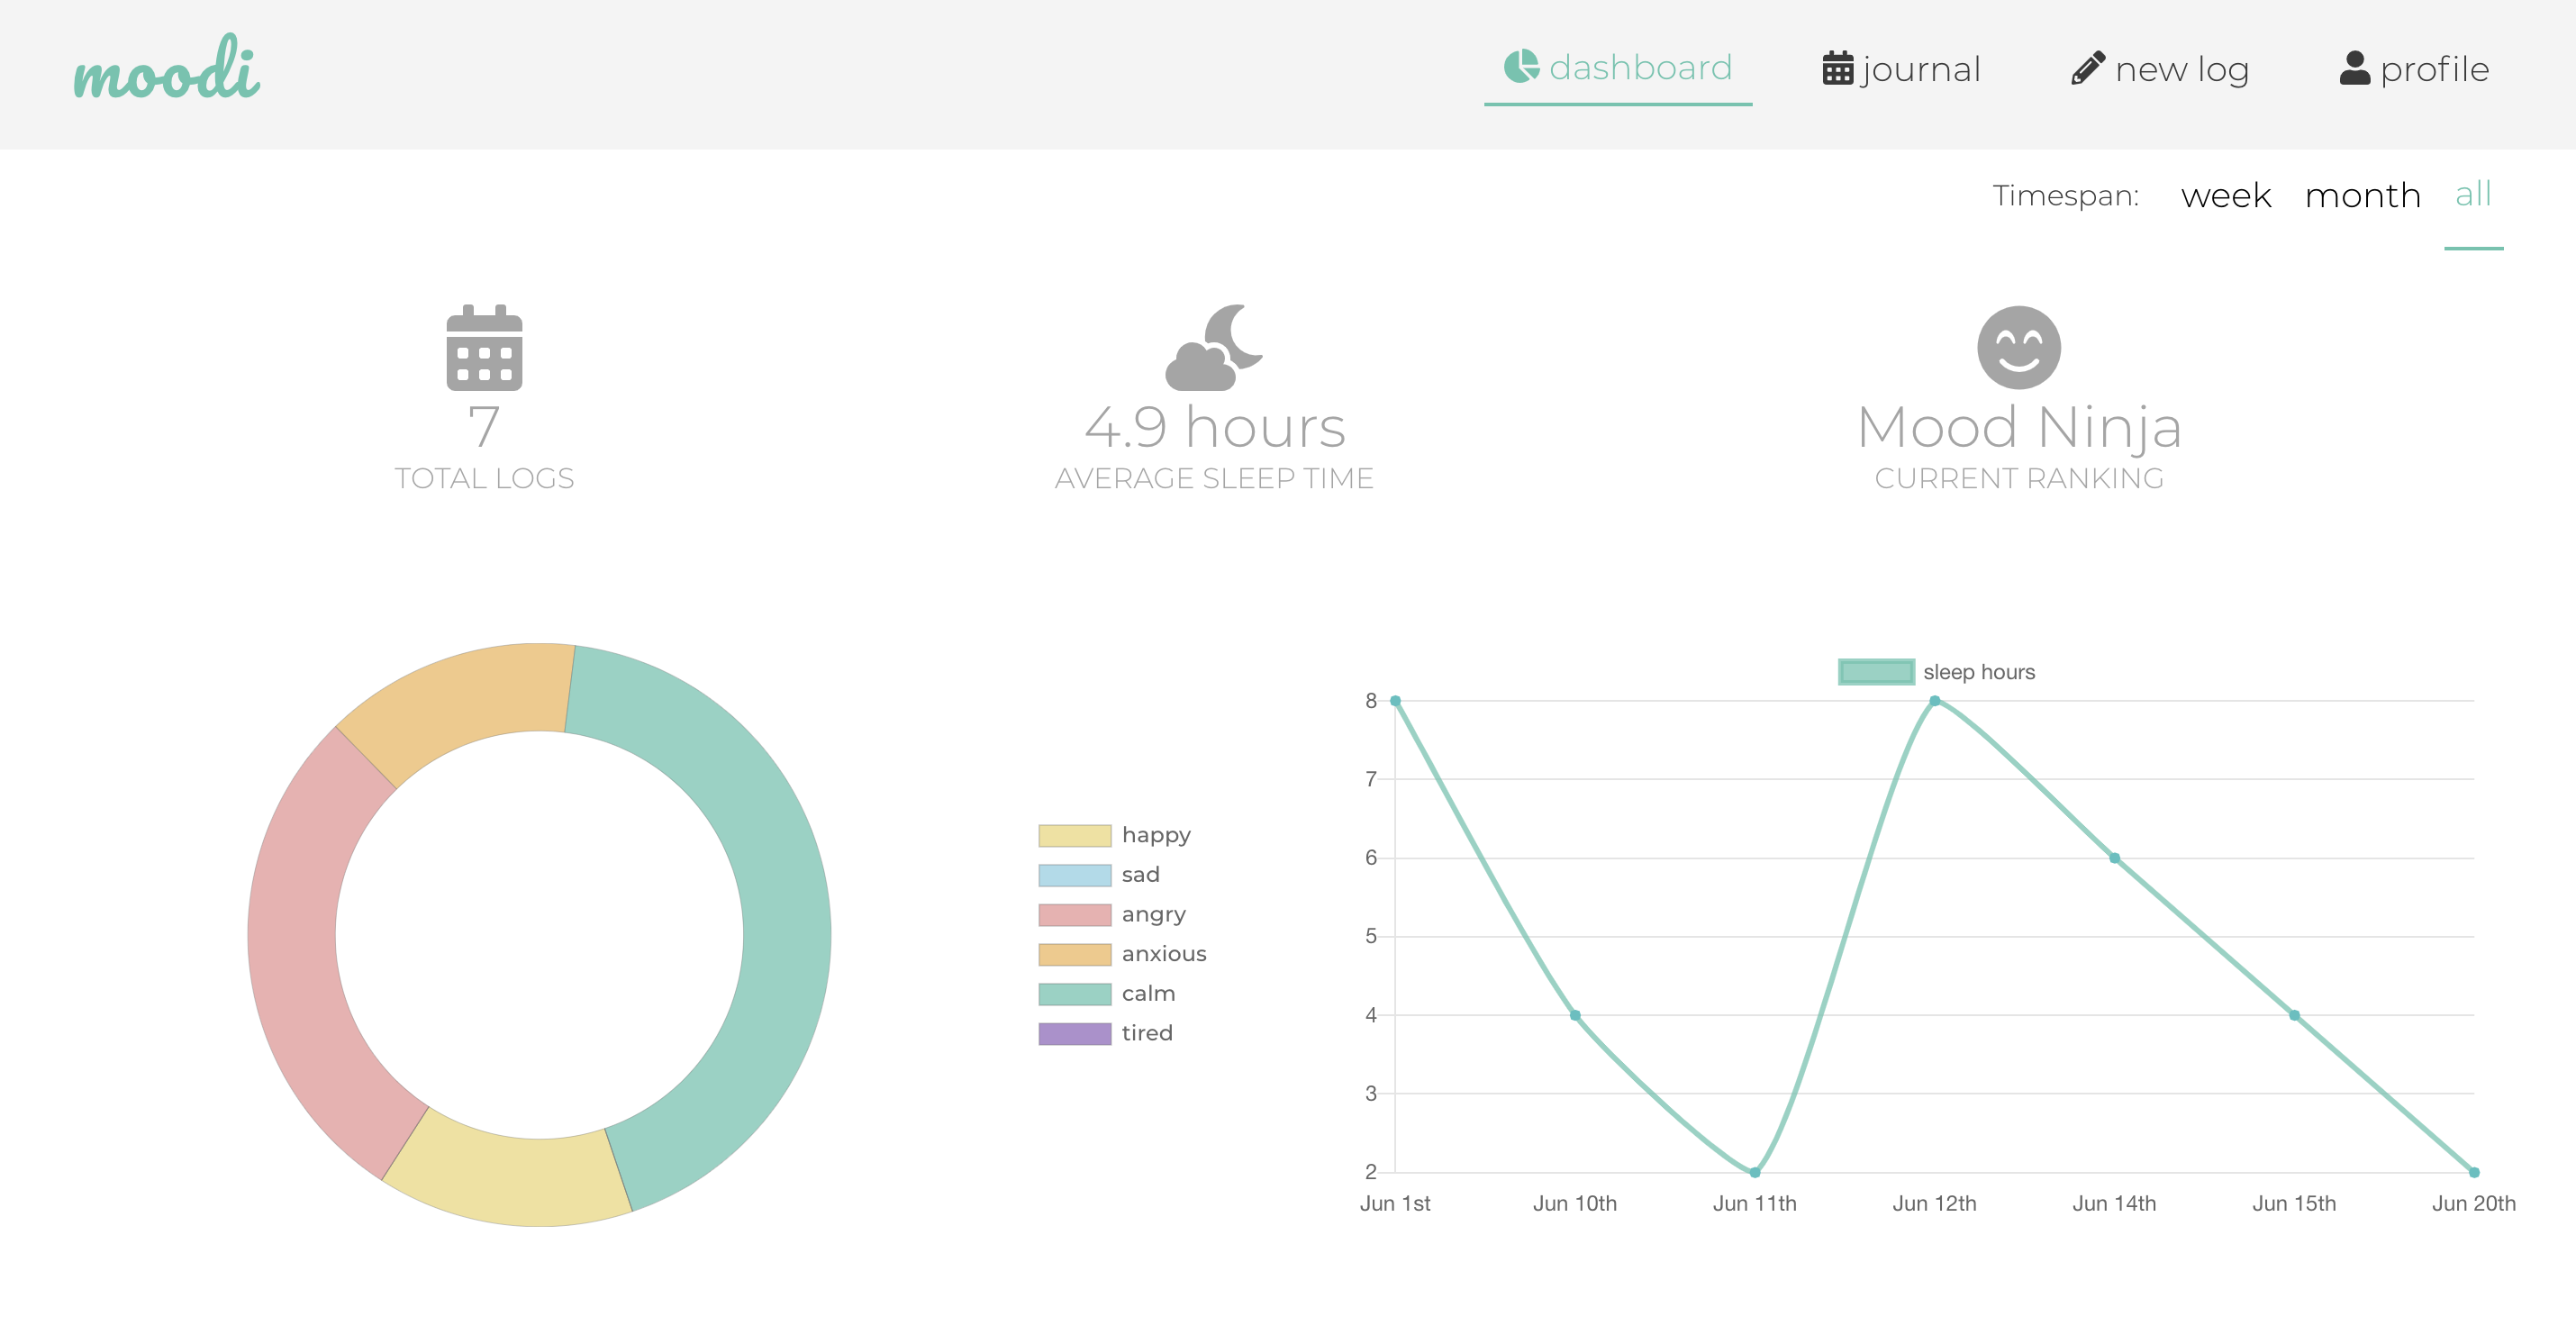 moodi
dashboard
journal
new log
profile
Timespan: week month all
7
TOTAL LOGS
4.9 hours
AVERAGE SLEEP TIME
Mood Ninja
CURRENT RANKING
happy
sad
angry
anxious
calm
tired
sleep hours
8
7
6
5
4
3
2
Jun 1st Jun 10th Jun 11th Jun 12th Jun 14th Jun 15th Jun 20th